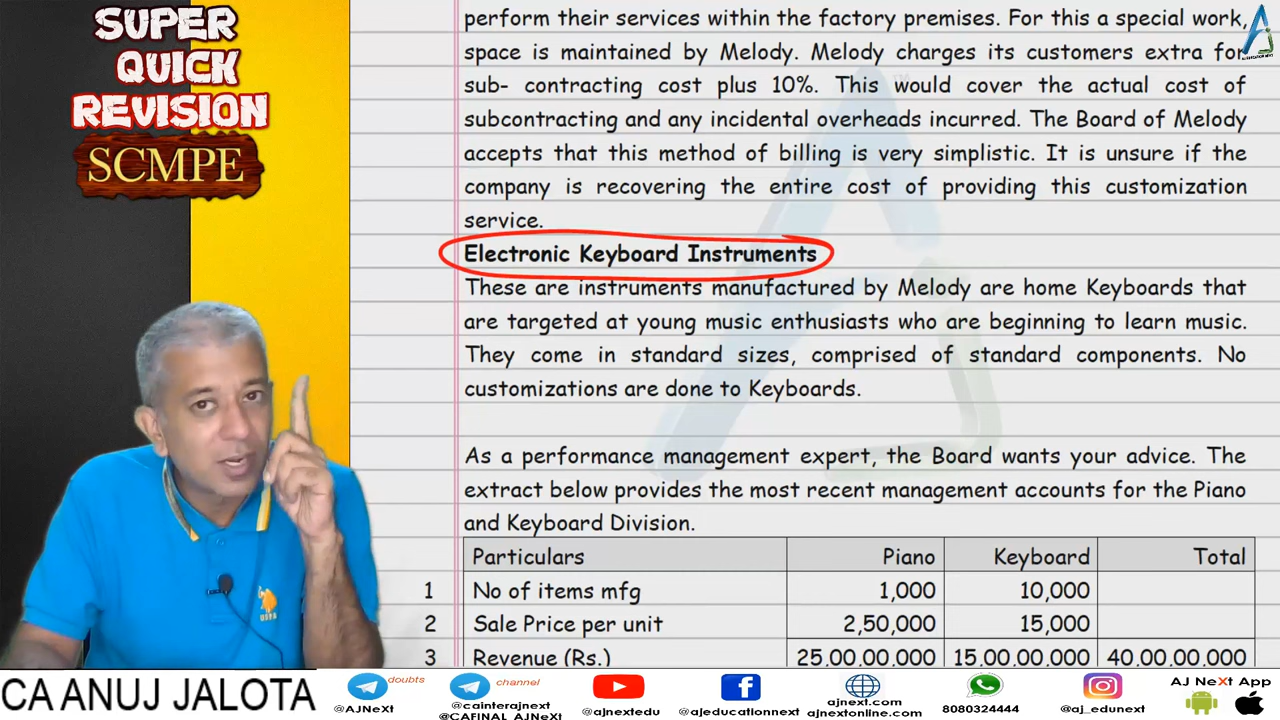 SUPER
QUICK
REVISION
SCMPE
perform their services within the factory premises. For this a special work,
space is maintained by Melody. Melody charges its customers extra for
sub- contracting cost plus 10%. This would cover the actual cost of
subcontracting and any incidental overheads incurred. The Board of Melody
accepts that this method of billing is very simplistic. It is unsure if the
company is recovering the entire cost of providing this customization
service.
Electronic Keyboard Instruments
These are instruments manufactured by Melody are home Keyboards that
are targeted at young music enthusiasts who are beginning to learn music.
They come in standard sizes, comprised of standard components. No
customizations are done to Keyboards.
As a performance management expert, the Board wants your advice. The
extract below provides the most recent management accounts for the Piano
and Keyboard Division.
Particulars Piano Keyboard Total
1 No of items mfg 1,000 10,000
2 Sale Price per unit 2,50,000 15,000
3 Revenue (Rs.) 25,00,00,000 15,00,00,000 40,00,00,000
USPA
CA ANUJ JALOTA
doubts
@AJNeXt
channel
@cainterajnext
@CAFINAL_AJNeXt
@ajnextedu
@ajeducationnext
ajnext.com
ajnextonline.com
8080324444
@aj_edunext
AJ NeXt App